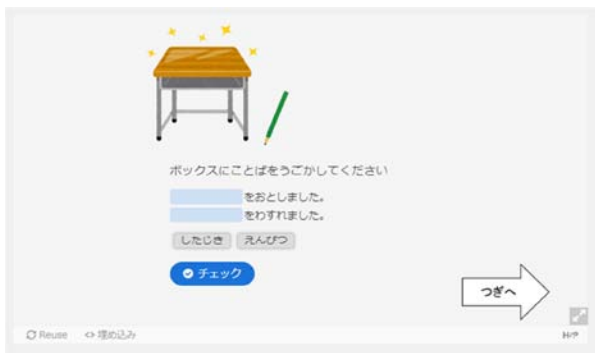 ボックスにことばをうごかしてください
をおとしました。
をわすれました。
したじき えんぴつ
チェック
つぎへ
Reuse <> 埋め込み
H5P